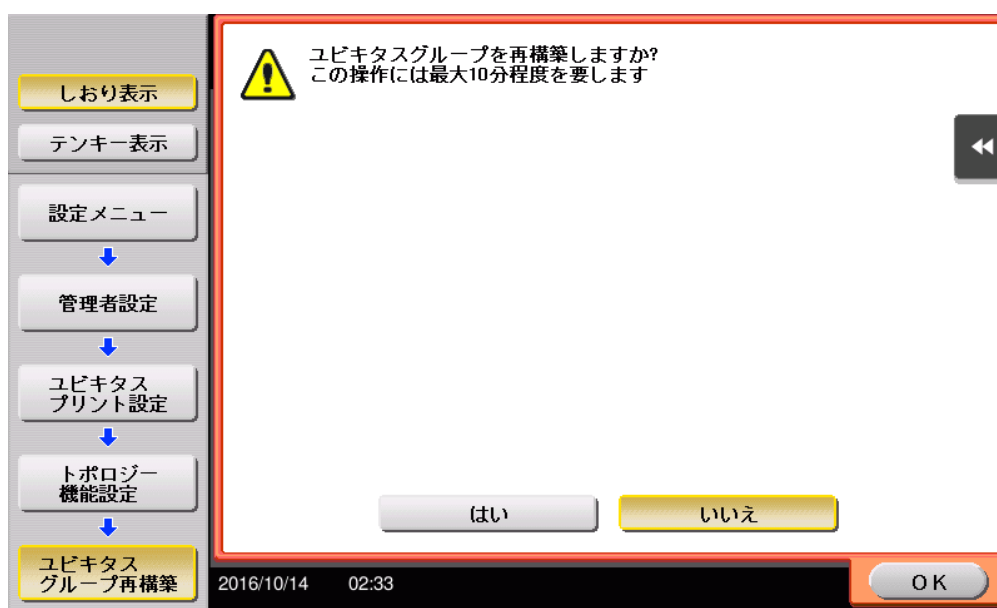 しおり表示
テンキー表示
設定メニュー
管理者設定
ユビキタス
プリント設定
トポロジー
機能設定
ユビキタス
グループ再構築
ユビキタスグループを再構築しますか?
この操作には最大10分程度を要します
はい
いいえ
2016/10/14 02:33
OK